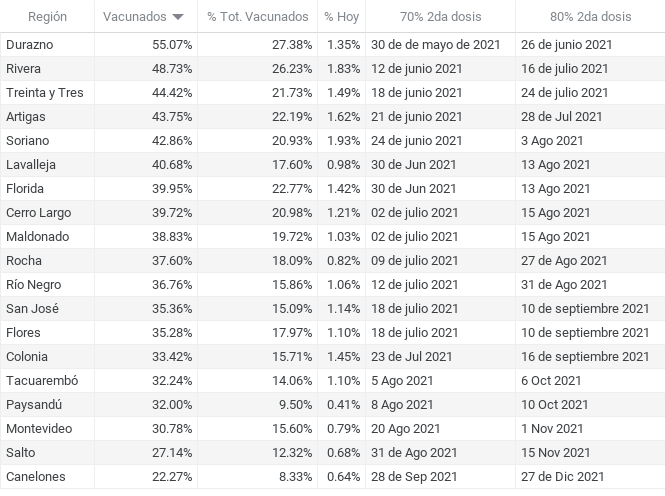 Región Vacunados % Tot. Vacunados % Hoy 70% 2da dosis 80% 2da dosis
Durazno 55.07% 27.38% 1.35% 30 de de mayo de 2021 26 de junio 2021
Rivera 48.73% 26.23% 1.83% 12 de junio 2021 16 de julio 2021
Treinta y Tres 44.42% 21.73% 1.49% 18 de junio 2021 24 de julio 2021
Artigas 43.75% 22.19% 1.62% 21 de junio 2021 28 de Jul 2021
Soriano 42.86% 20.93% 1.93% 24 de junio 2021 3 Ago 2021
Lavalleja 40.68% 17.60% 0.98% 30 de Jun 2021 13 Ago 2021
Florida 39.95% 22.77% 1.42% 30 de Jun 2021 13 Ago 2021
Cerro Largo 39.72% 20.98% 1.21% 02 de julio 2021 15 Ago 2021
Maldonado 38.83% 19.72% 1.03% 02 de julio 2021 15 Ago 2021
Rocha 37.60% 18.09% 0.82% 09 de julio 2021 27 de Ago 2021
Río Negro 36.76% 15.86% 1.06% 12 de julio 2021 31 de Ago 2021
San José 35.36% 15.09% 1.14% 18 de julio 2021 10 de septiembre 2021
Flores 35.28% 17.97% 1.10% 18 de julio 2021 10 de septiembre 2021
Colonia 33.42% 15.71% 1.45% 23 de Jul 2021 16 de septiembre 2021
Tacuarembó 32.24% 14.06% 1.10% 5 Ago 2021 6 Oct 2021
Paysandú 32.00% 9.50% 0.41% 8 Ago 2021 10 Oct 2021
Montevideo 30.78% 15.60% 0.79% 20 Ago 2021 1 Nov 2021
Salto 27.14% 12.32% 0.68% 31 de Ago 2021 15 Nov 2021
Canelones 22.27% 8.33% 0.64% 28 de Sep 2021 27 de Dic 2021